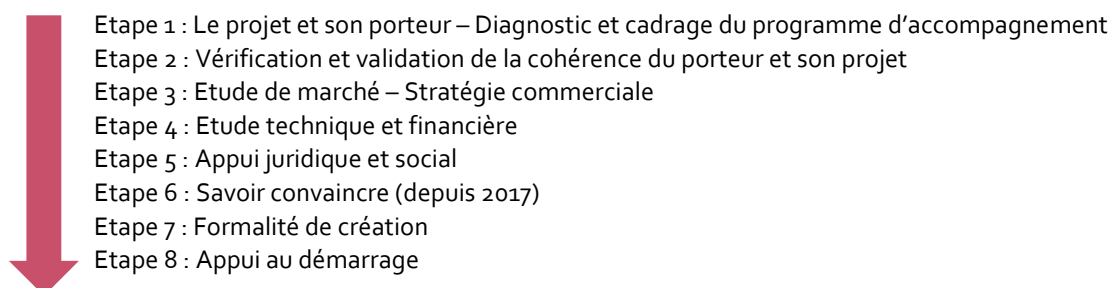 Etape 1 : Le projet et son porteur – Diagnostic et cadrage du programme d’accompagnement
Etape 2 : Vérification et validation de la cohérence du porteur et son projet
Etape 3 : Etude de marché – Stratégie commerciale
Etape 4 : Etude technique et financière
Etape 5 : Appui juridique et social
Etape 6 : Savoir convaincre (depuis 2017)
Etape 7 : Formalité de création
Etape 8 : Appui au démarrage